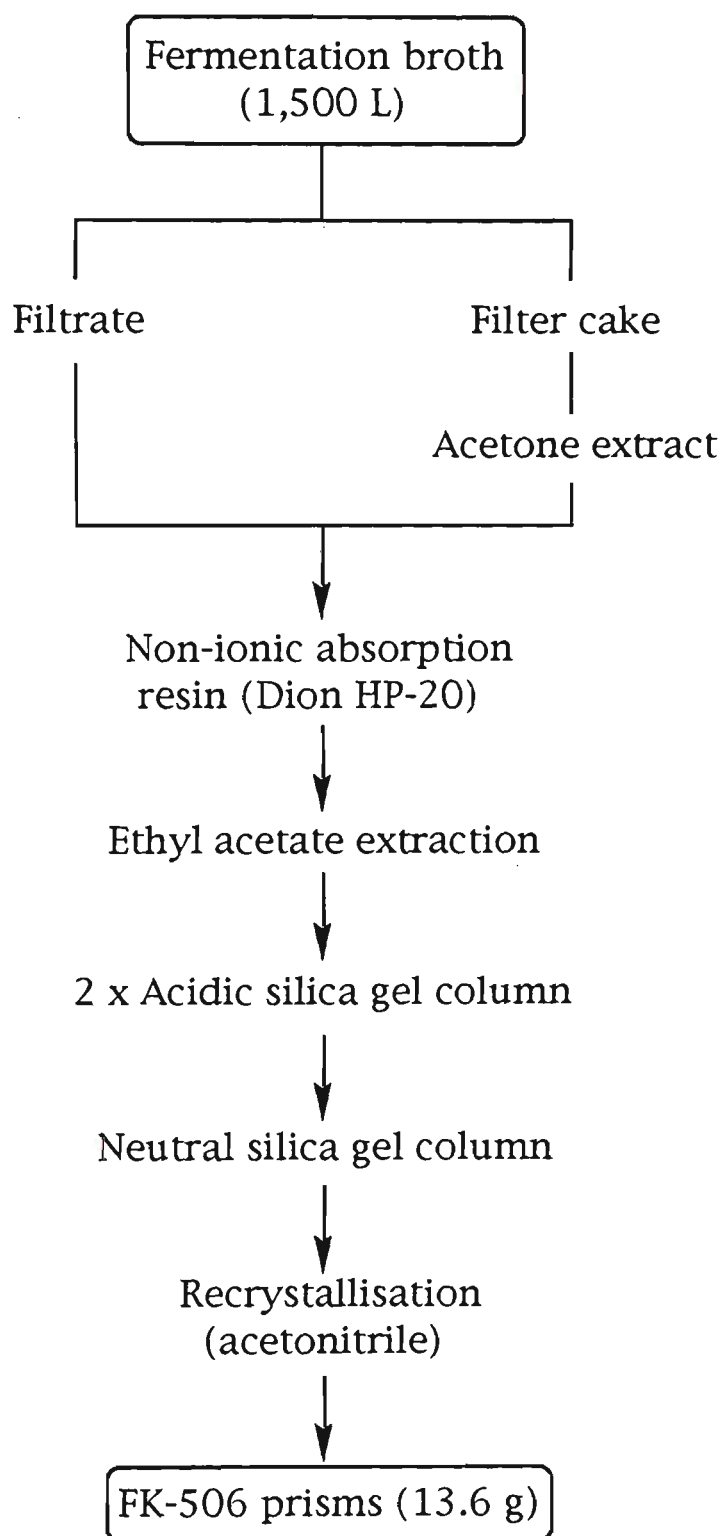 Fermentation broth
(1,500 L)
Filtrate
Filter cake
Acetone extract
Non-ionic absorption
resin (Dion HP-20)
Ethyl acetate extraction
2 x Acidic silica gel column
Neutral silica gel column
Recrystallisation
(acetonitrile)
FK-506 prisms (13.6 g)